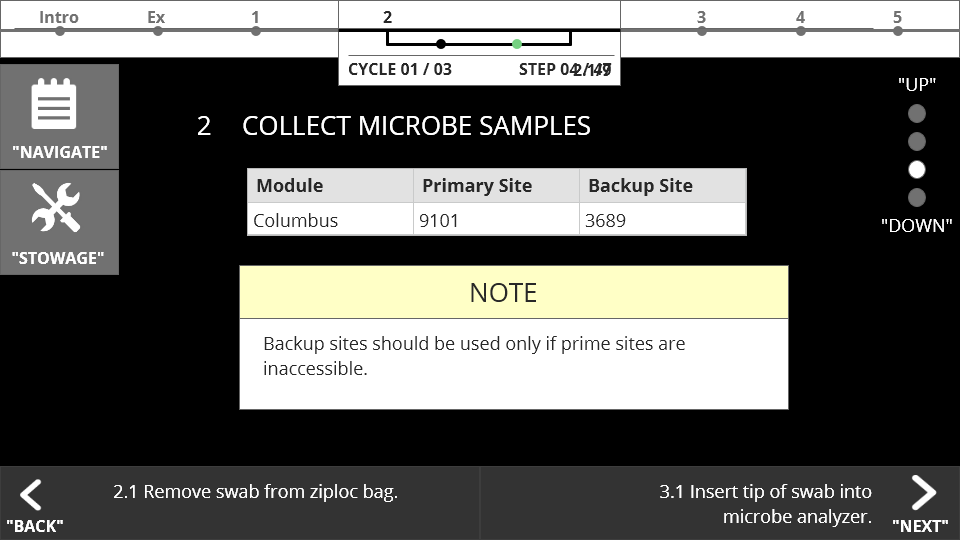 Intro Ex 1 2 3 4 5
CYCLE 01 / 03 STEP 04 / 49
"UP"
"NAVIGATE"
2 COLLECT MICROBE SAMPLES
Module Primary Site Backup Site
Columbus 9101 3689
"DOWN"
"STOWAGE"
NOTE
Backup sites should be used only if prime sites are
inaccessible.
2.1 Remove swab from ziploc bag.
3.1 Insert tip of swab into
microbe analyzer.
"BACK"
"NEXT"